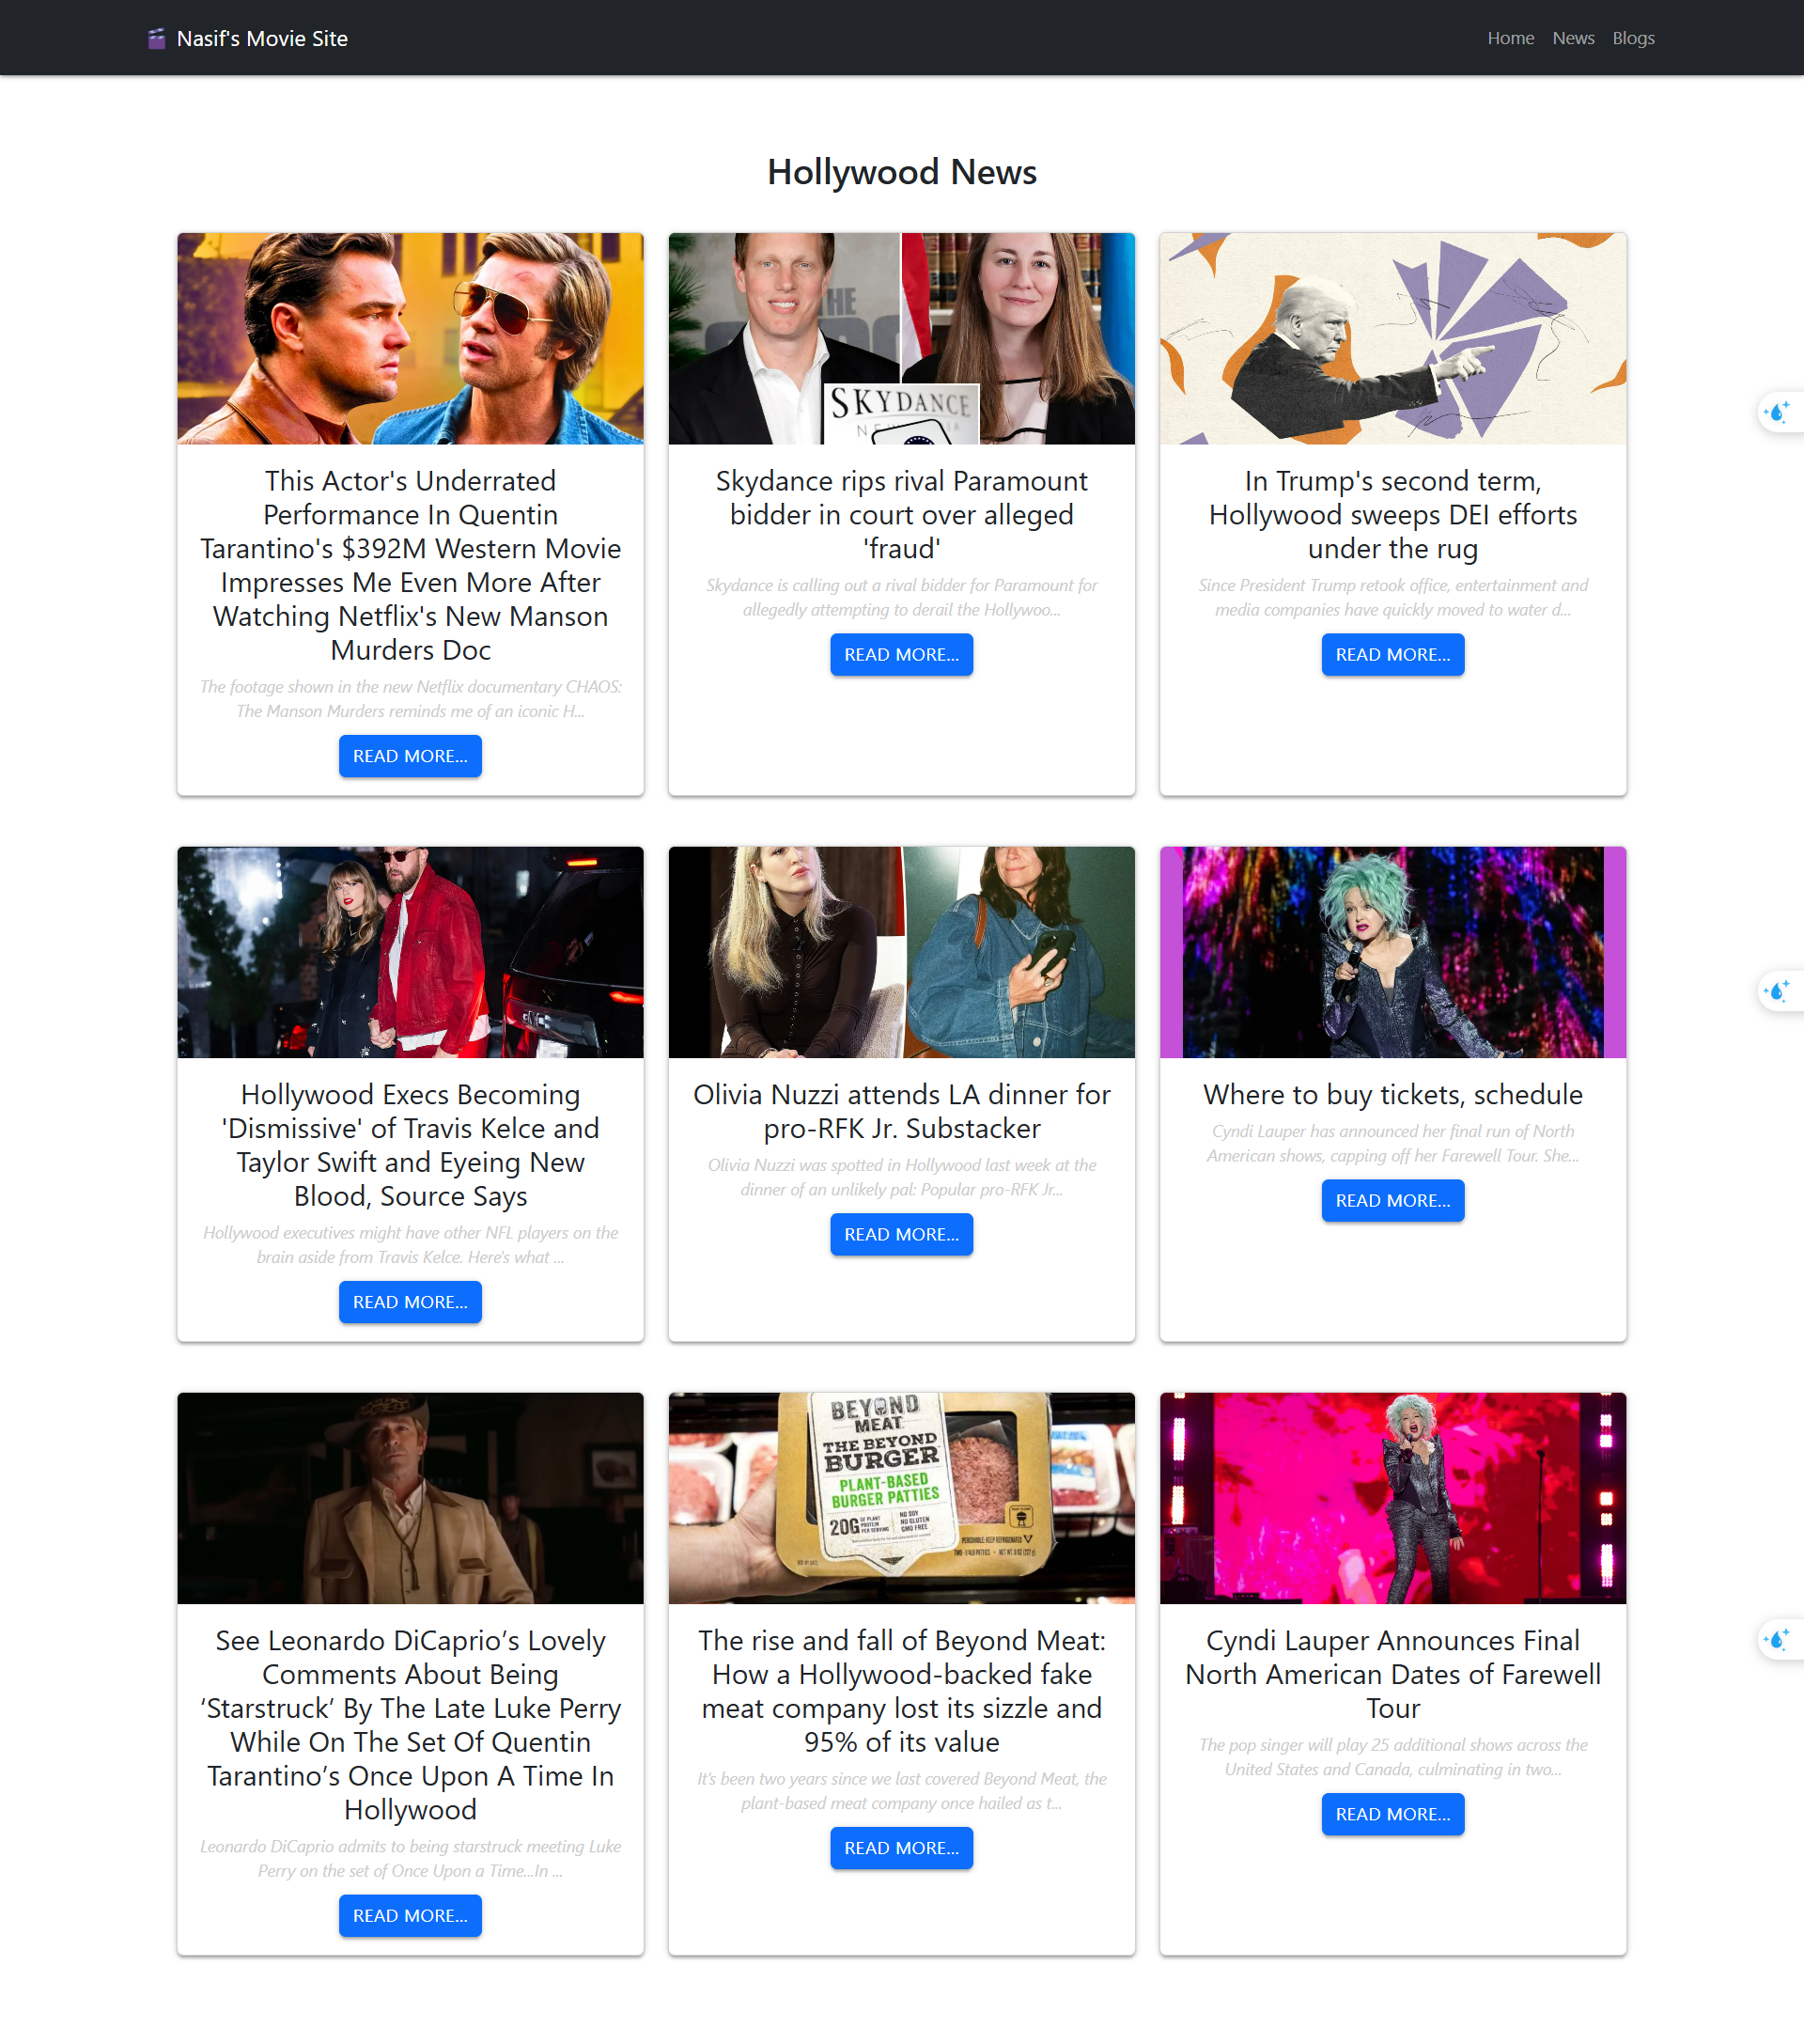 Nasif's Movie Site
Home
News
Blogs
Hollywood News
THE
SKYDANCE
This Actor's Underrated
Performance In Quentin
Tarantino's $392M Western Movie
Impresses Me Even More After
Watching Netflix's New Manson
Murders Doc
The footage shown in the new Netflix documentary CHAOS:
The Manson Murders reminds me of an iconic H...
READ MORE...
Skydance rips rival Paramount
bidder in court over alleged
'fraud'
Skydance is calling out a rival bidder for Paramount for
allegedly attempting to derail the Hollywoo...
READ MORE...
In Trump's second term,
Hollywood sweeps DEI efforts
under the rug
Since President Trump retook office, entertainment and
media companies have quickly moved to water d...
READ MORE...
Hollywood Execs Becoming
'Dismissive' of Travis Kelce and
Taylor Swift and Eyeing New
Blood, Source Says
Hollywood executives might have other NFL players on the
brain aside from Travis Kelce. Here's what ...
READ MORE...
Olivia Nuzzi attends LA dinner for
pro-RFK Jr. Substacker
Olivia Nuzzi was spotted in Hollywood last week at the
dinner of an unlikely pal: Popular pro-RFK Jr...
READ MORE...
Where to buy tickets, schedule
Cyndi Lauper has announced her final run of North
American shows, capping off her Farewell Tour. She...
READ MORE...
BEYOND
MEAT
THE BEYOND
BURGER
PLANT-BASED
BURGER PATTIES
20G OF PLANT PROTEIN PER SERVING
NO SOY
NO GLUTEN
GMO FREE
See Leonardo DiCaprio’s Lovely
Comments About Being
‘Starstruck’ By The Late Luke Perry
While On The Set Of Quentin
Tarantino’s Once Upon A Time In
Hollywood
Leonardo DiCaprio admits to being starstruck meeting Luke
Perry on the set of Once Upon a Time...In ...
READ MORE...
The rise and fall of Beyond Meat:
How a Hollywood-backed fake
meat company lost its sizzle and
95% of its value
It’s been two years since we last covered Beyond Meat, the
plant-based meat company once hailed as t...
READ MORE...
Cyndi Lauper Announces Final
North American Dates of Farewell
Tour
The pop singer will play 25 additional shows across the
United States and Canada, culminating in two...
READ MORE...